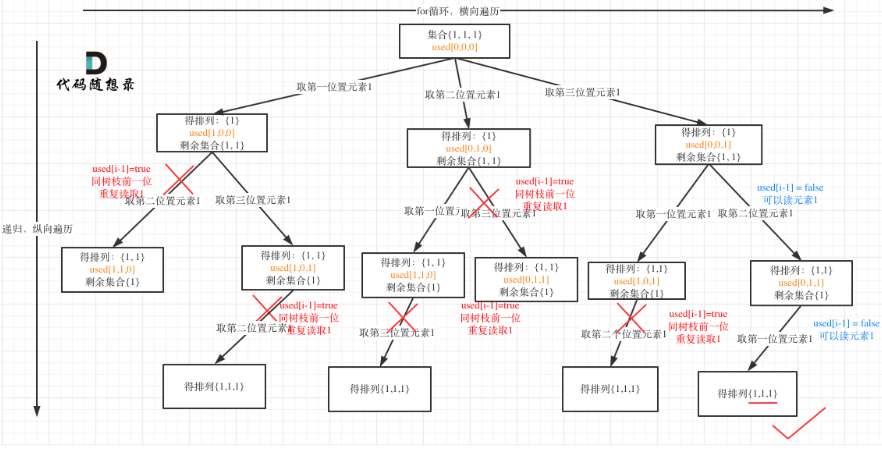 for循环，横向遍历
集合{1,1,1}
used[0,0,0]
代码随想录
取第一位置元素1
取第二位置元素1
取第三位置元素1
得排列：{1}
used[1,0,0]
剩余集合{1,1}
得排列：{1}
used[0,1,0]
剩余集合{1,1}
得排列：{1}
used[0,0,1]
剩余集合{1,1}
used[i-1]=true
同树枝前一位
重复读取1
取第二位置元素1
取第三位置元素1
used[i-1]=true
同树枝前一位
重复读取1
取第一位置元
取第三位置元素1
used[i-1] = false
可以读元素1
取第一位置元素1
取第二位置元素1
递归，纵向遍历
得排列：{1,1}
used[1,1,0]
剩余集合{1}
得排列：{1,1}
used[1,0,1]
剩余集合{1}
得排列：{1,1}
used[1,1,0]
剩余集合{1}
得排列：{1,1}
used[0,1,1]
剩余集合{1}
得排列：{1,1}
used[1,0,1]
剩余集合{1}
得排列：{1,1}
used[0,1,1]
剩余集合{1}
used[i-1]=true
同树枝前一位
重复读取1
取第二位置元素1
used[i-1]=true
同树枝前一位
重复读取1
取第三位置元素1
used[i-1]=true
同树枝前一位
重复读取1
取第二个位置元素1
used[i-1] = false
可以读元素1
取第一位置元素1
得排列{1,1,1}
得排列{1,1,1}
得排列{1,1,1}
得排列{1,1,1}